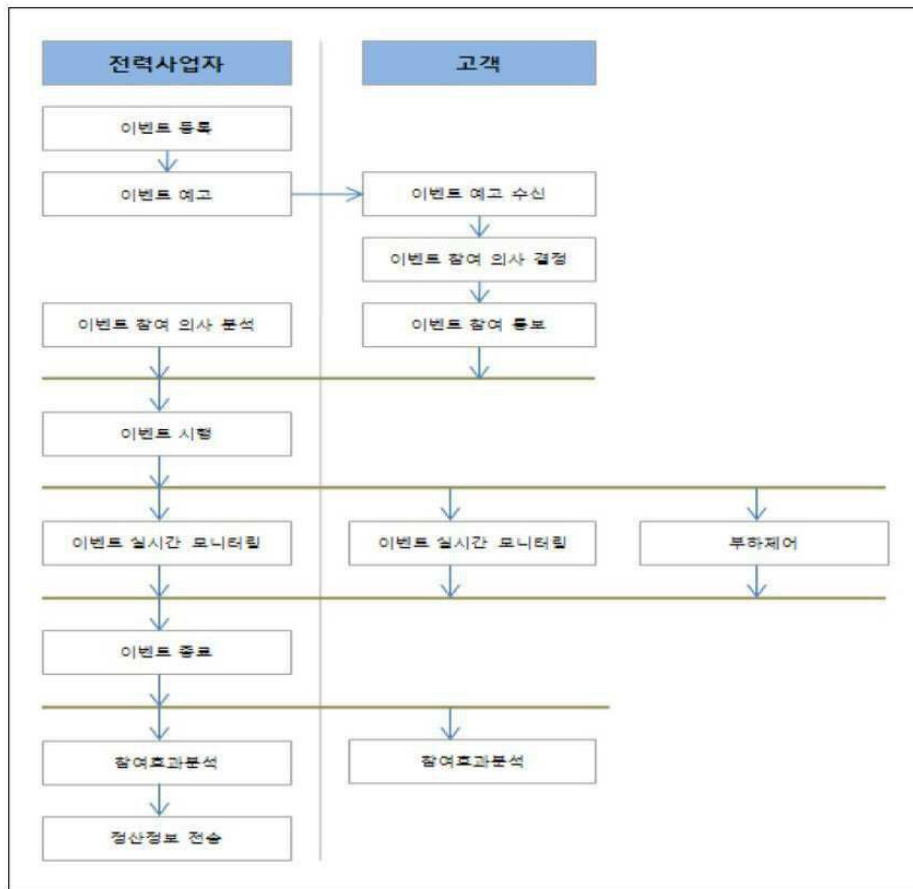 전력사업자
고객
이벤트 등록
이벤트 예고
이벤트 예고 수신
이벤트 참여 의사 결정
이벤트 참여 의사 분석
이벤트 참여 통보
이벤트 시행
이벤트 실시간 모니터링
이벤트 실시간 모니터링
부하제어
이벤트 종료
참여효과분석
참여효과분석
정산정보 전송